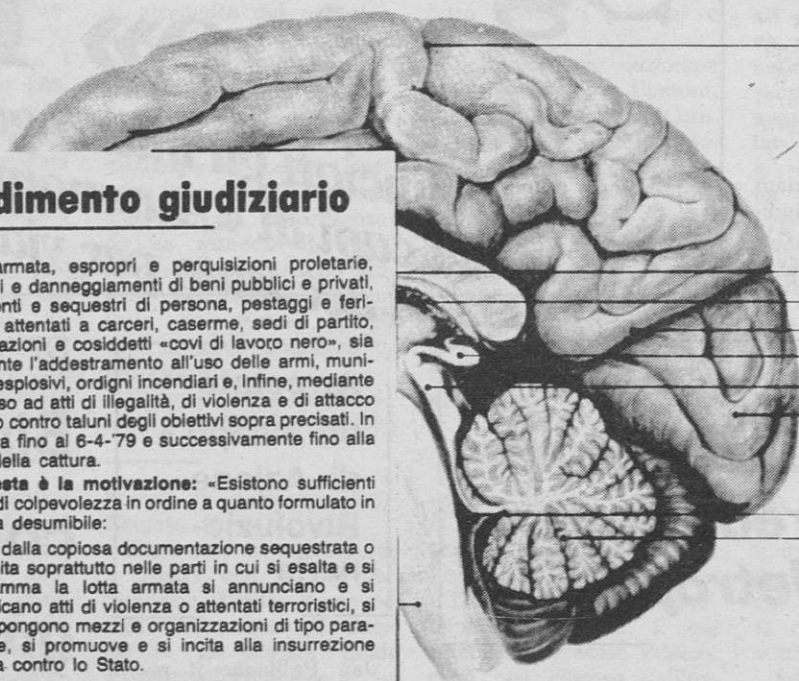 dimento giudiziario
armata, espropri e perquisizioni proletarie,
i e danneggiamenti di beni pubblici e privati,
nti e sequestri di persona, pestaggi e feri-
attentati a carceri, caserme, sedi di partito,
azioni e cosiddetti «covi di lavoro nero», sia
nte l'addestramento all'uso delle armi, muni-
esplosivi, ordigni incendiari e, Infine, mediante
so ad atti di illegalità, di violenza e di attacco
o contro taluni degli obiettivi sopra precisati. In
a fino al 6-4-'79 e successivamente fino alla
della cattura.
esta è la motivazione: «Esistono sufficienti
di colpevolezza in ordine a quanto formulato in
a desumibile:
dalla copiosa documentazione sequestrata o
ita soprattutto nelle parti in cui si esalta e si
mma la lotta armata si annunciano e si
icano atti di violenza o attentati terroristici, si
pongono mezzi e organizzazioni di tipo para-
e, si promuove e si incita alla insurrezione
a contro lo Stato.